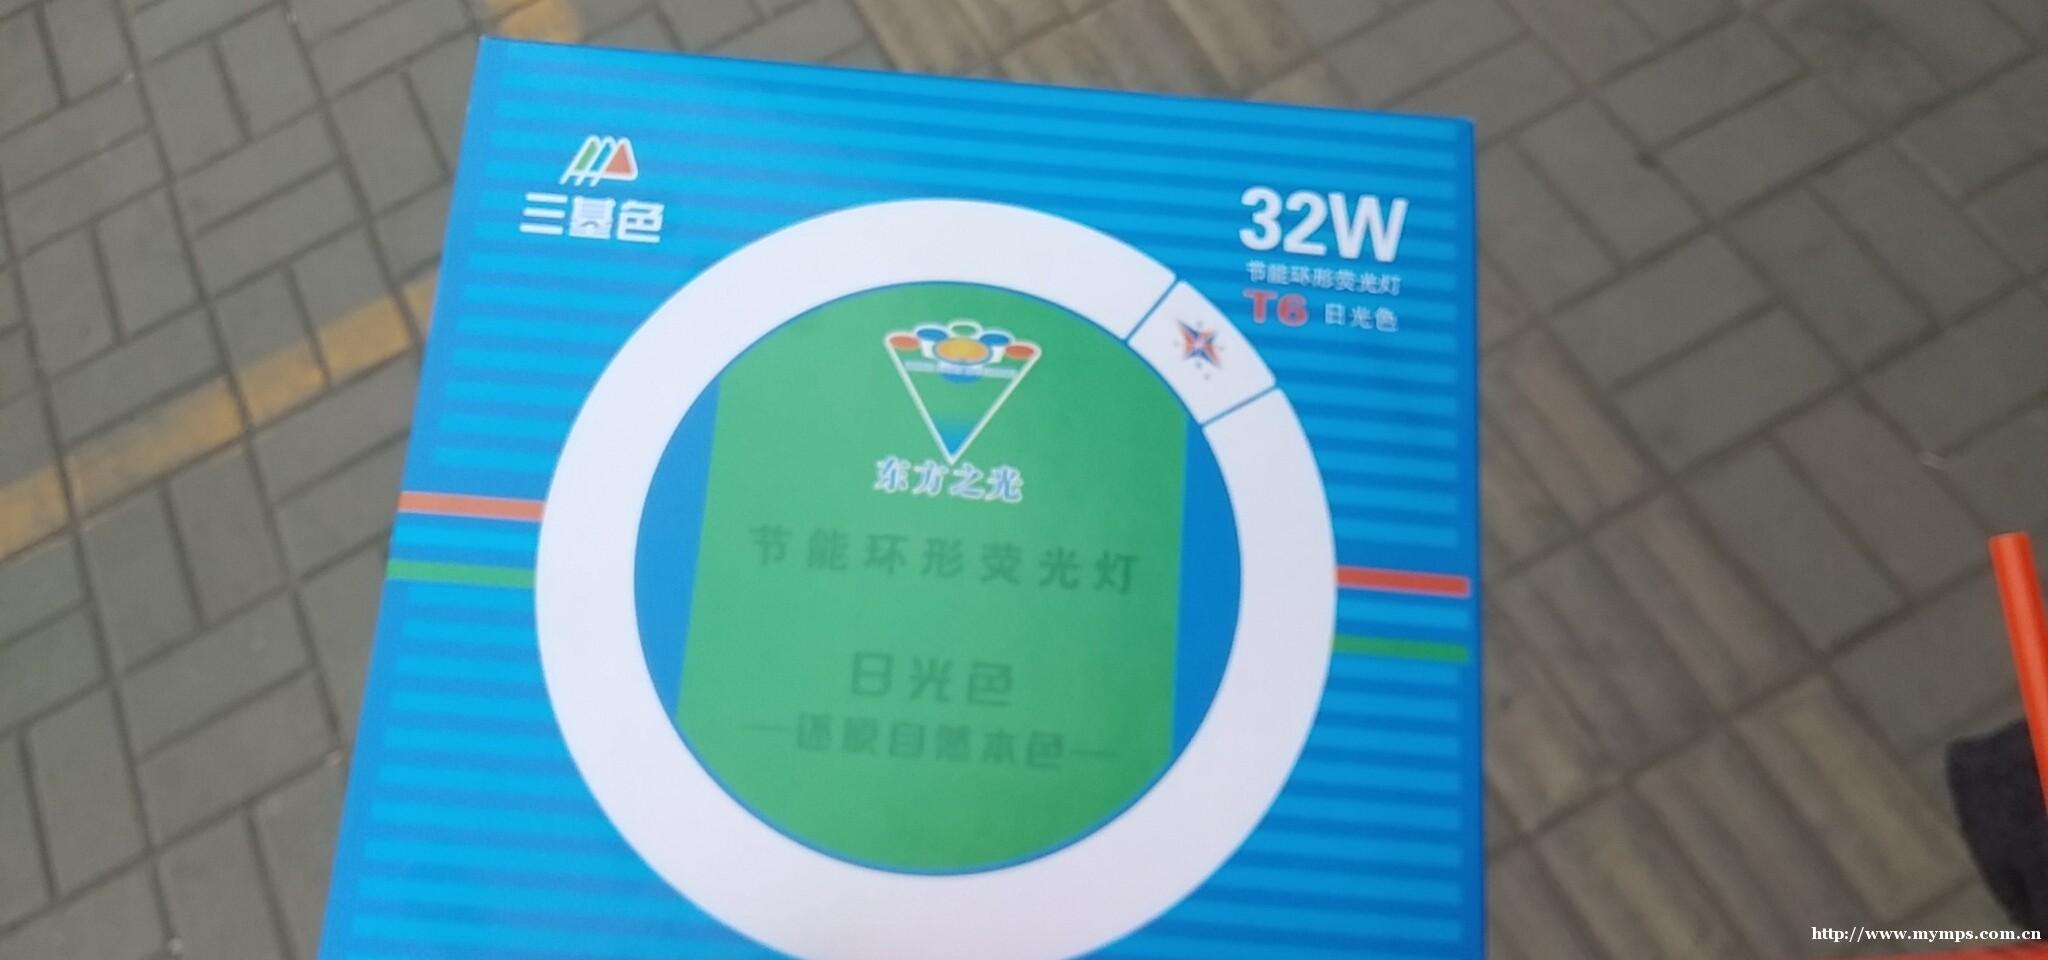 三基色
32W
节能环形荧光灯
T6 日光色
东方之光
节能环形荧光灯
日光色
—还原自然本色—
http://www.mymps.com.cn